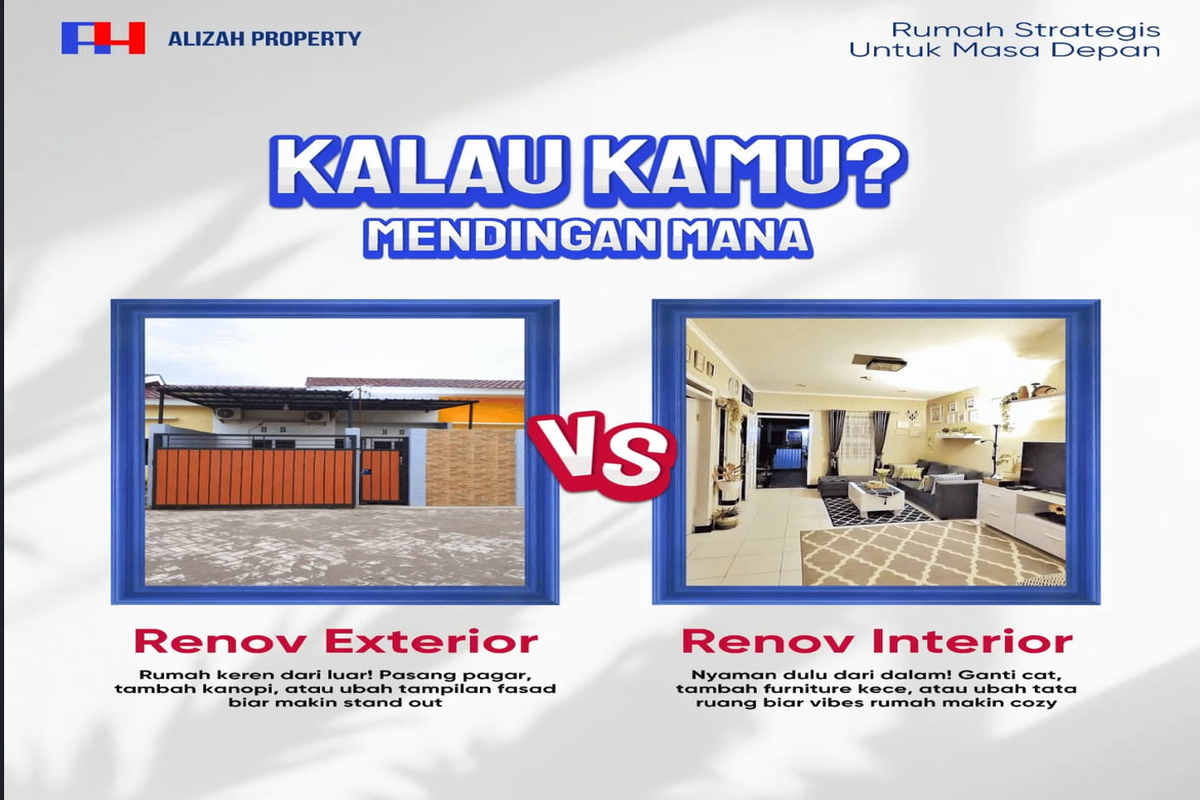 ALIZAH PROPERTY
Rumah Strategis
Untuk Masa Depan
KALAU KAMU?
MENDINGAN MANA
VS
Renov Exterior
Rumah keren dari luar! Pasang pagar,
tambah kanopi, atau ubah tampilan fasad
biar makin stand out
Renov Interior
Nyaman dulu dari dalam! Ganti cat,
tambah furniture kece, atau ubah tata
ruang biar vibes rumah makin cozy